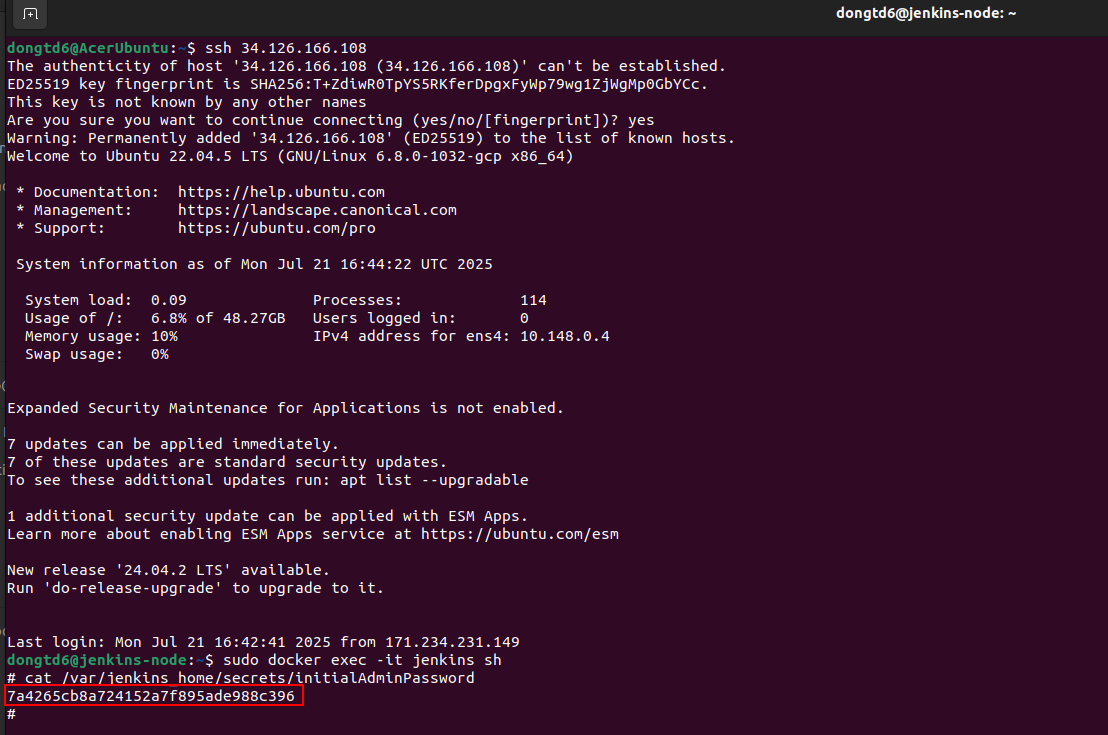 dongtd6@jenkins-node: ~
dongtd6@AcerUbuntu:~$ ssh 34.126.166.108
The authenticity of host '34.126.166.108 (34.126.166.108)' can't be established.
ED25519 key fingerprint is SHA256:T+ZdiwR0TpYS5RKferDpgxFyWp79wg1ZjWgMp0GbYCc.
This key is not known by any other names
Are you sure you want to continue connecting (yes/no/[fingerprint])? yes
Warning: Permanently added '34.126.166.108' (ED25519) to the list of known hosts.
Welcome to Ubuntu 22.04.5 LTS (GNU/Linux 6.8.0-1032-gcp x86_64)
* Documentation:  https://help.ubuntu.com
* Management:     https://landscape.canonical.com
* Support:        https://ubuntu.com/pro
System information as of Mon Jul 21 16:44:22 UTC 2025
System load:  0.09              Processes:             114
Usage of /:   6.8% of 48.27GB   Users logged in:       0
Memory usage: 10%               IPv4 address for ens4: 10.148.0.4
Swap usage:   0%
Expanded Security Maintenance for Applications is not enabled.
7 updates can be applied immediately.
7 of these updates are standard security updates.
To see these additional updates run: apt list --upgradable
1 additional security update can be applied with ESM Apps.
Learn more about enabling ESM Apps service at https://ubuntu.com/esm
New release '24.04.2 LTS' available.
Run 'do-release-upgrade' to upgrade to it.
Last login: Mon Jul 21 16:42:41 2025 from 171.234.231.149
dongtd6@jenkins-node:~$ sudo docker exec -it jenkins sh
# cat /var/jenkins_home/secrets/initialAdminPassword
7a4265cb8a724152a7f895ade988c396
#